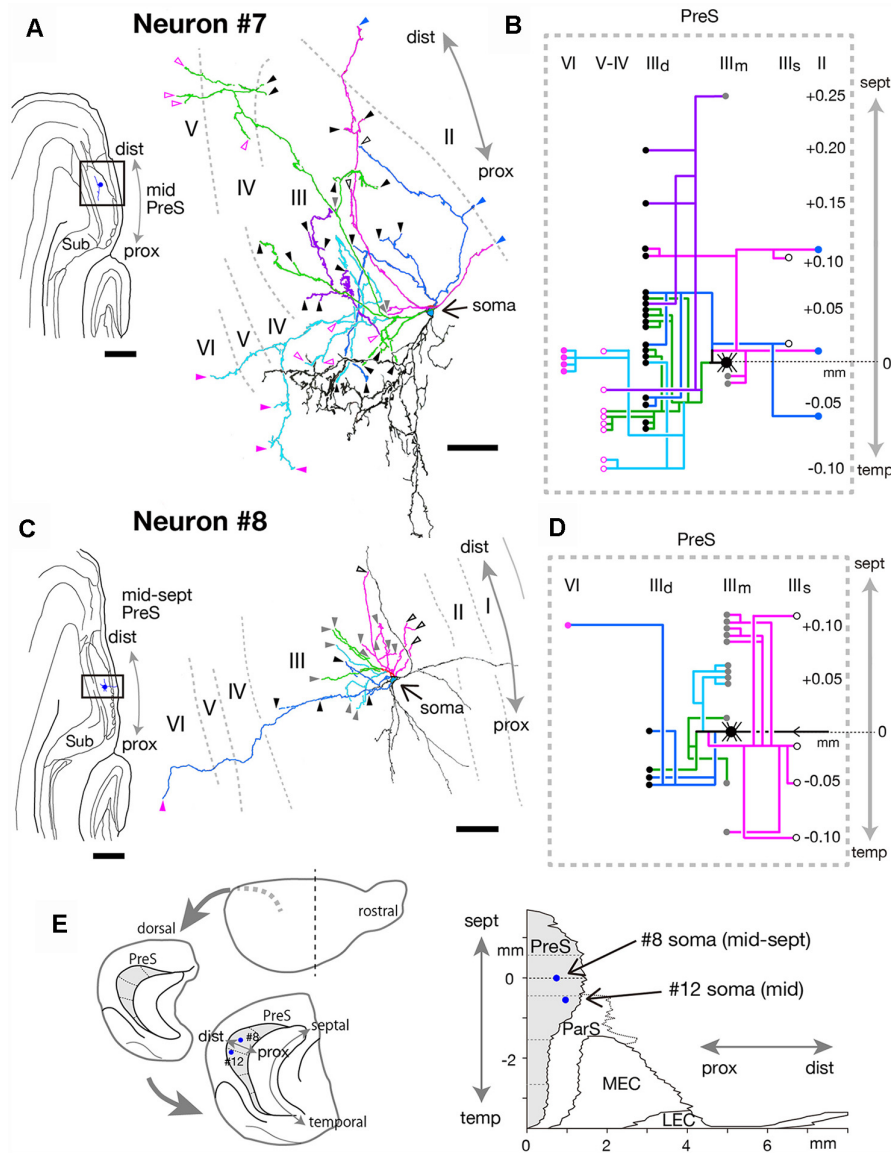 A
Neuron #7
dist
prox
dist
mid
PreS
prox
Sub
V
IV
III
II
VI
V
IV
soma
B
PreS
VI
V-IV
IIId
IIIm
IIIs
II
sept
+0.25
+0.20
+0.15
+0.10
+0.05
0
mm
-0.05
-0.10
temp
C
Neuron #8
mid-sept
PreS
dist
prox
Sub
dist
prox
I
II
III
IV
V
VI
soma
D
PreS
VI
IIId
IIIm
IIIs
sept
+0.10
+0.05
0
mm
-0.05
-0.10
temp
E
rostral
dorsal
PreS
PreS
septal
dist
#8
prox
#12
temporal
sept
mm
PreS
#8 soma (mid-sept)
0
#12 soma (mid)
ParS
-2
MEC
prox
dist
temp
LEC
0 2 4 6 mm